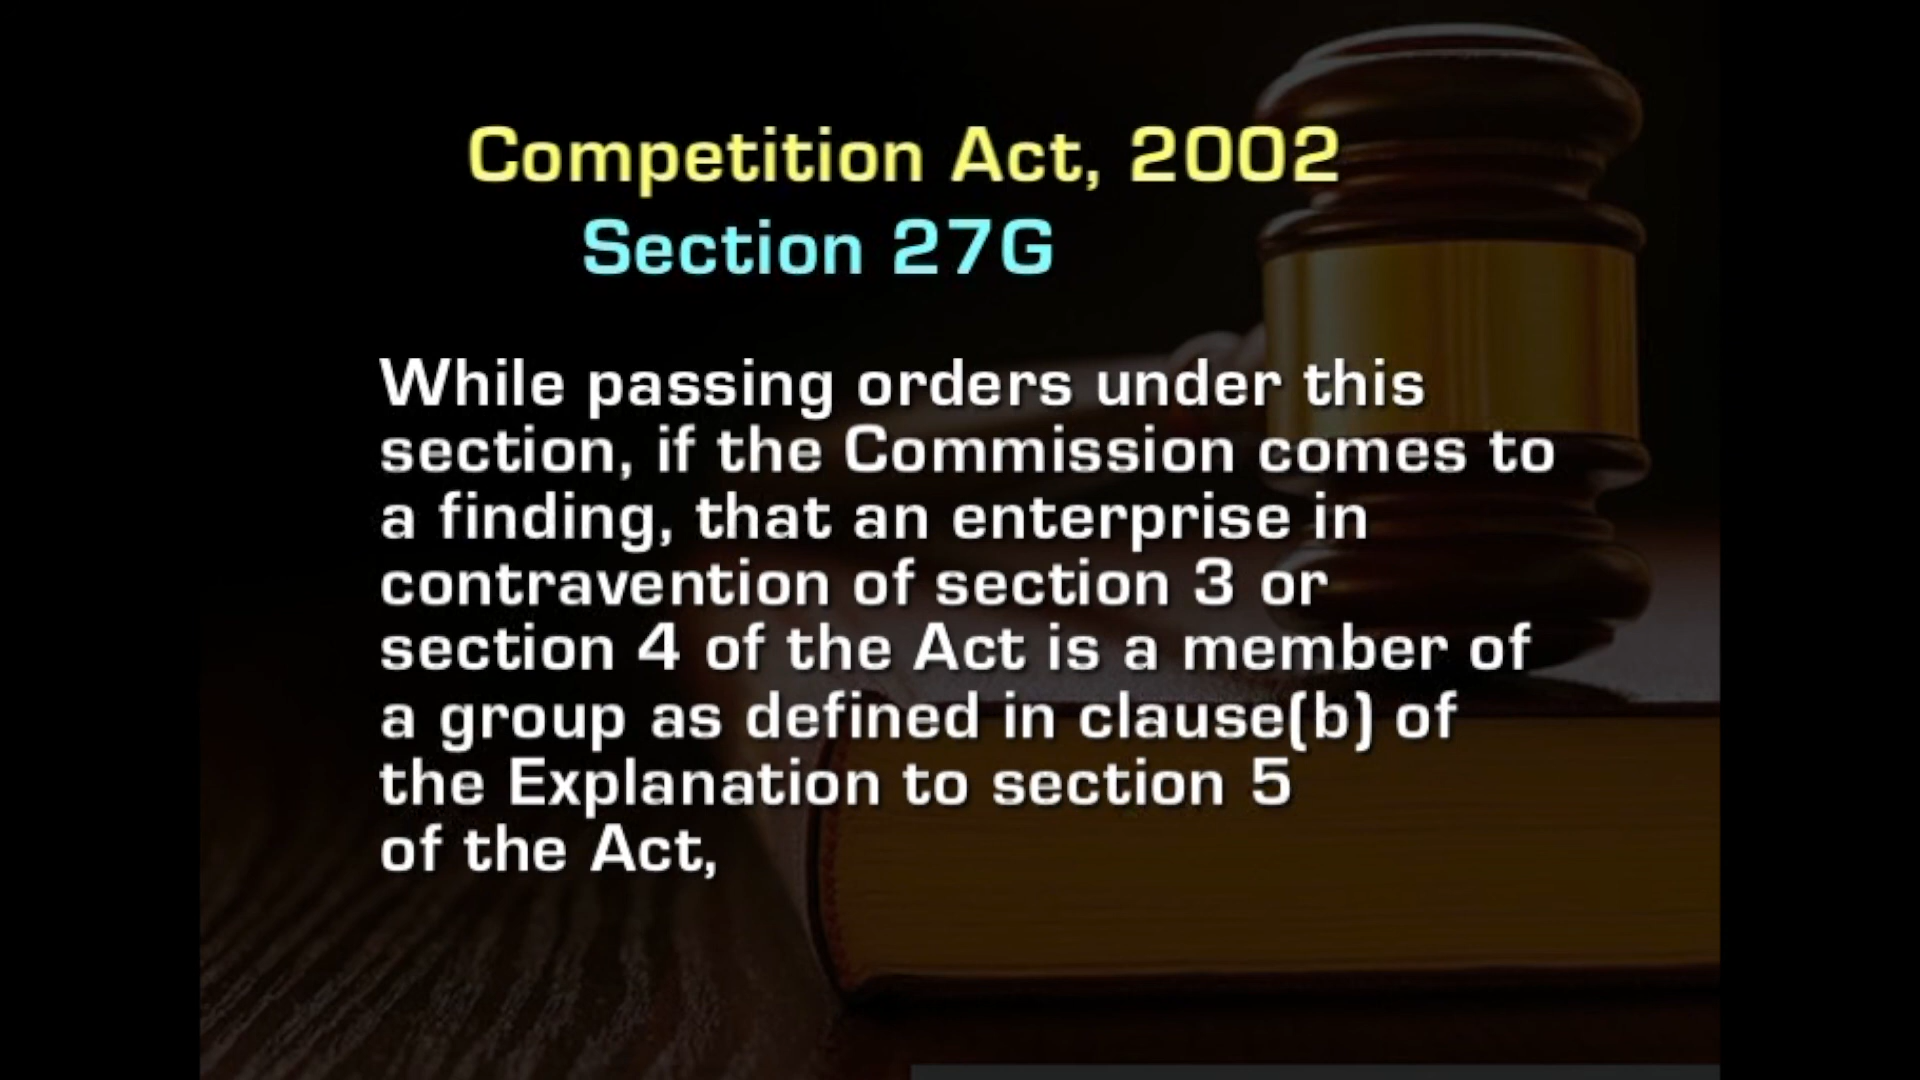 Competition Act, 2002
Section 27G
While passing orders under this
section, if the Commission comes to
a finding, that an enterprise in
contravention of section 3 or
section 4 of the Act is a member of
a group as defined in clause(b) of
the Explanation to section 5
of the Act,